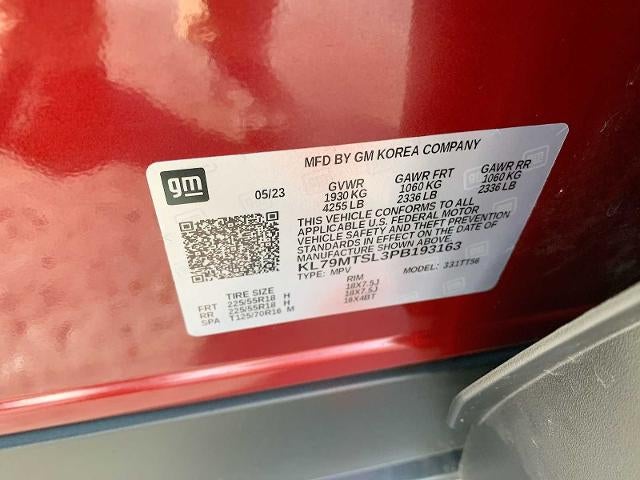 MFD BY GM KOREA COMPANY
gm
05/23
GVWR GAWR FRT GAWR RR
1930 KG 1060 KG 1060 KG
4255 LB 2336 LB 2336 LB
THIS VEHICLE CONFORMS TO ALL
APPLICABLE U.S. FEDERAL MOTOR
VEHICLE SAFETY AND THEFT PREVENTION
STANDARDS IN EFFECT ON THE DATE OF
MANUFACTURE SHOWN ABOVE
KL79MTSL3PB193163
TYPE: MPV MODEL: 331TT56
TIRE SIZE RIM
FRT 225/55R18 H 18X7.5J
RR 225/55R18 H 18X7.5J
SPA T125/70R16 M 16X4BT